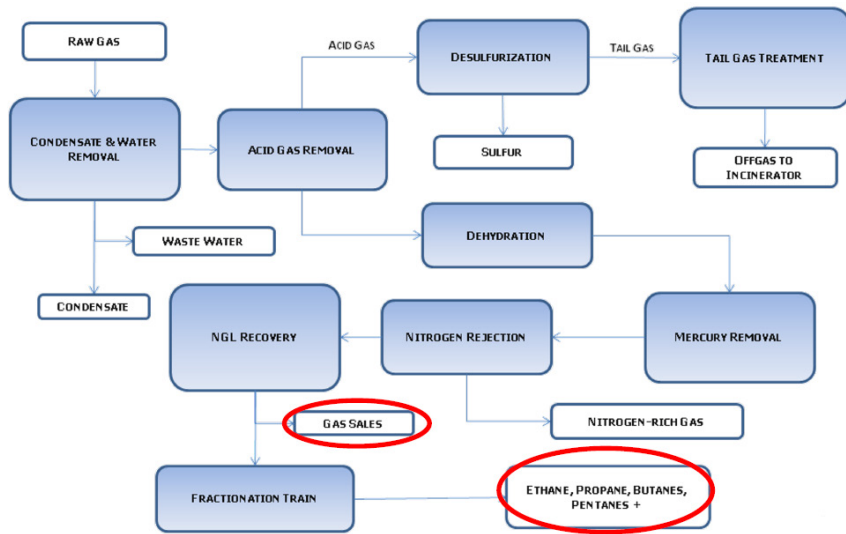 RAW GAS
ACID GAS
DESULFURIZATION
TAIL GAS
TAIL GAS TREATMENT
CONDENSATE & WATER
REMOVAL
ACID GAS REMOVAL
SULFUR
OFFGAS TO
INCINERATOR
WASTE WATER
DEHYDRATION
CONDENSATE
NGL RECOVERY
NITROGEN REJECTION
MERCURY REMOVAL
GAS SALES
NITROGEN-RICH GAS
FRACTIONATION TRAIN
ETHANE, PROPANE, BUTANES,
PENTANES +